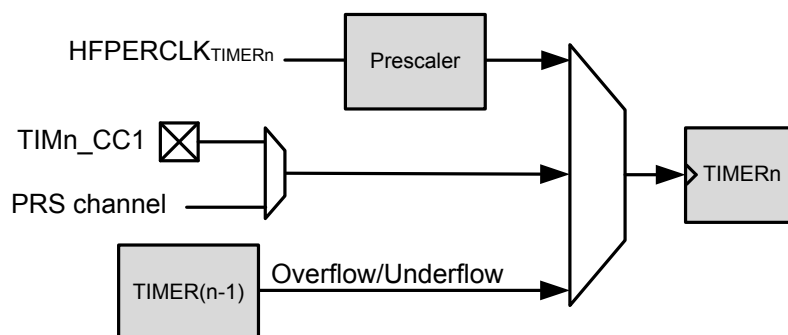 HFPERCLKTIMERn
Prescaler
TIMn_CC1
TIMERn
PRS channel
Overflow/Underflow
TIMER(n-1)